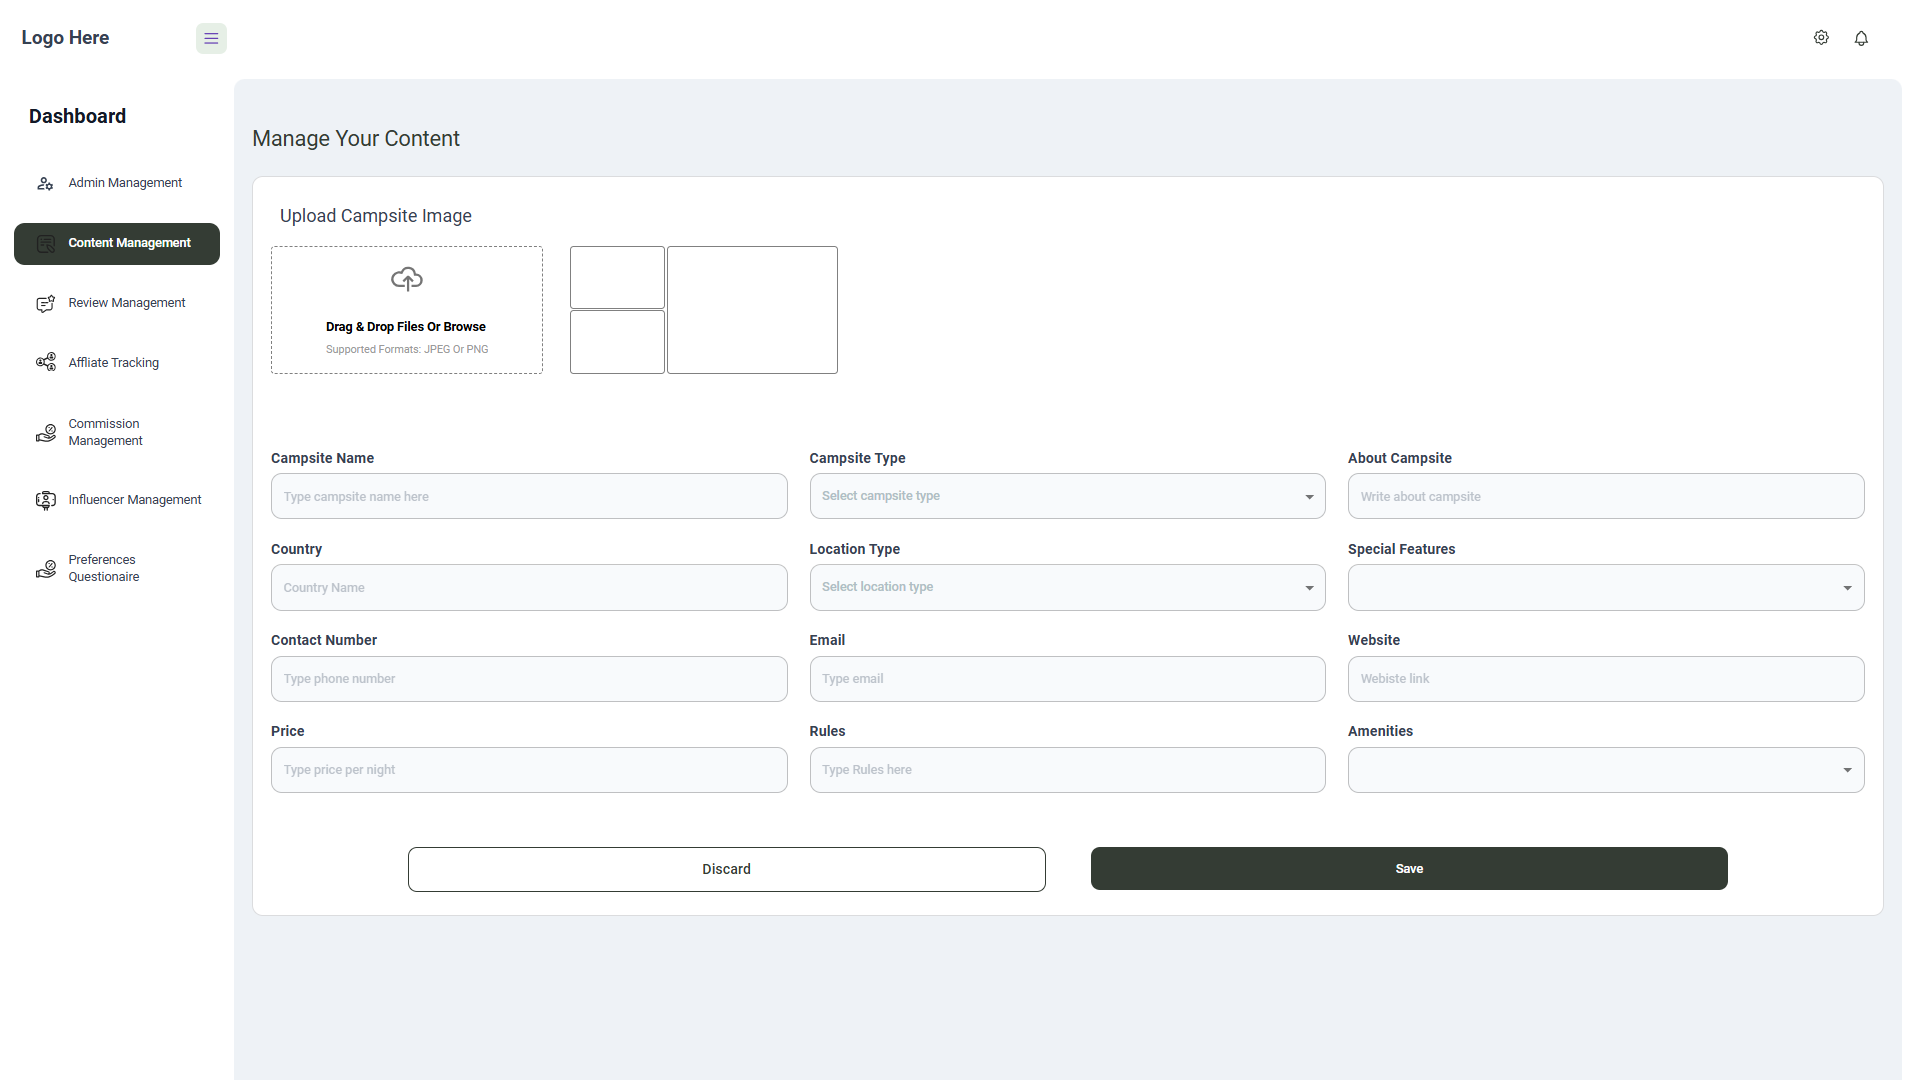 Logo Here
Dashboard
Admin Management
Content Management
Review Management
Affliate Tracking
Commission
Management
Influencer Management
Preferences
Questionaire
Manage Your Content
Upload Campsite Image
Drag & Drop Files Or Browse
Supported Formats: JPEG Or PNG
Campsite Name
Type campsite name here
Campsite Type
Select campsite type
About Campsite
Write about campsite
Country
Country Name
Location Type
Select location type
Special Features
Contact Number
Type phone number
Email
Type email
Website
Webiste link
Price
Type price per night
Rules
Type Rules here
Amenities
Discard
Save